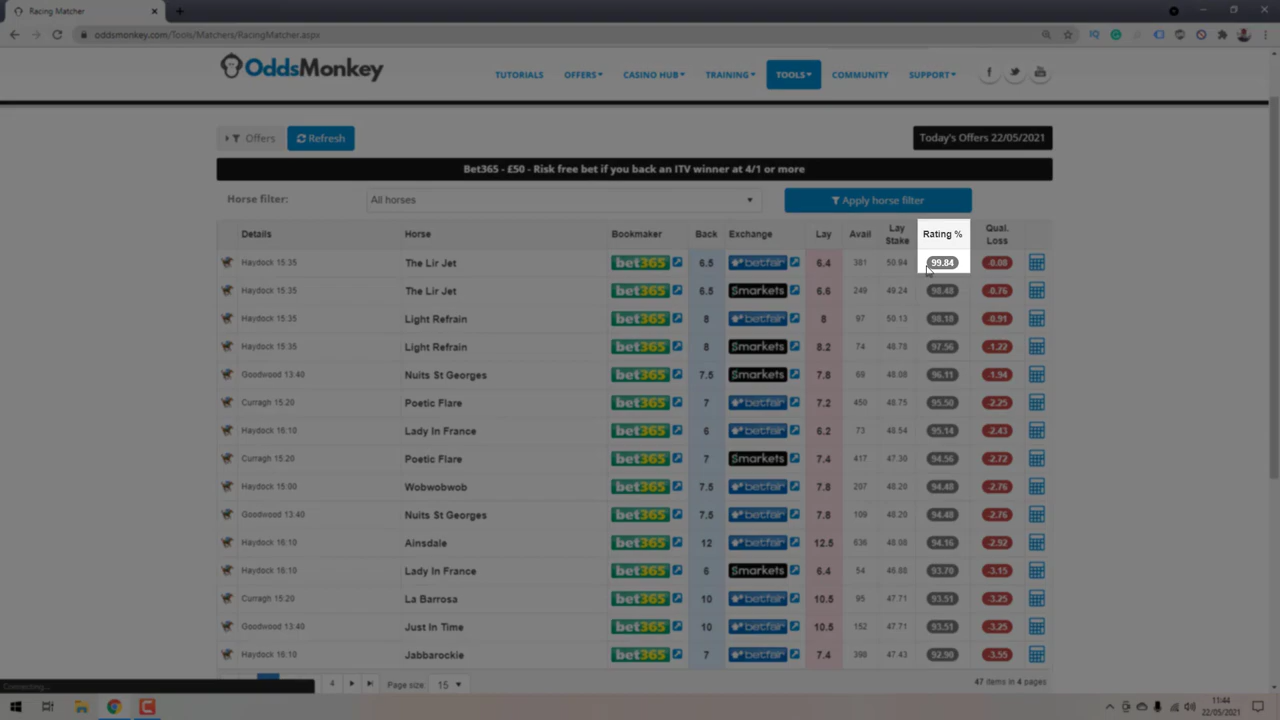 Racing Matcher
oddsmonkey.com/Tools/Matchers/RacingMatcher.aspx
OddsMonkey
TUTORIALS OFFERS CASINO HUB TRAINING TOOLS COMMUNITY SUPPORT
Offers Refresh Today's Offers 22/05/2021
Bet365 - £50 - Risk free bet if you back an ITV winner at 4/1 or more
Horse filter: All horses Apply horse filter
Details Horse Bookmaker Back Exchange Lay Avail Lay Stake Rating % Qual. Loss
Haydock 15:35 The Lir Jet bet365 6.5 betfair 6.4 381 50.94 99.84 -0.08
Haydock 15:35 The Lir Jet bet365 6.5 Smarkets 6.6 249 49.24 98.48 -0.76
Haydock 15:35 Light Refrain bet365 8 betfair 8 97 50.13 98.18 -0.91
Haydock 15:35 Light Refrain bet365 8 Smarkets 8.2 74 48.78 97.56 -1.22
Goodwood 13:40 Nuits St Georges bet365 7.5 Smarkets 7.8 69 48.08 96.11 -1.94
Curragh 15:20 Poetic Flare bet365 7 betfair 7.2 450 48.75 95.50 -2.25
Haydock 16:10 Lady In France bet365 6 betfair 6.2 73 48.54 95.14 -2.43
Curragh 15:20 Poetic Flare bet365 7 Smarkets 7.4 417 47.30 94.56 -2.72
Haydock 15:00 Wobwobwob bet365 7.5 betfair 7.8 207 48.20 94.48 -2.76
Goodwood 13:40 Nuits St Georges bet365 7.5 betfair 7.8 109 48.20 94.48 -2.76
Haydock 16:10 Ainsdale bet365 12 betfair 12.5 636 48.08 94.16 -2.92
Haydock 16:10 Lady In France bet365 6 Smarkets 6.4 54 46.88 93.70 -3.15
Curragh 15:20 La Barrosa bet365 10 betfair 10.5 95 47.71 93.51 -3.25
Goodwood 13:40 Just In Time bet365 10 betfair 10.5 152 47.71 93.51 -3.25
Haydock 16:10 Jabbarockie bet365 7 betfair 7.4 398 47.43 92.90 -3.55
4 Page size: 15 47 items in 4 pages
Connecting...
11:44
22/05/2021